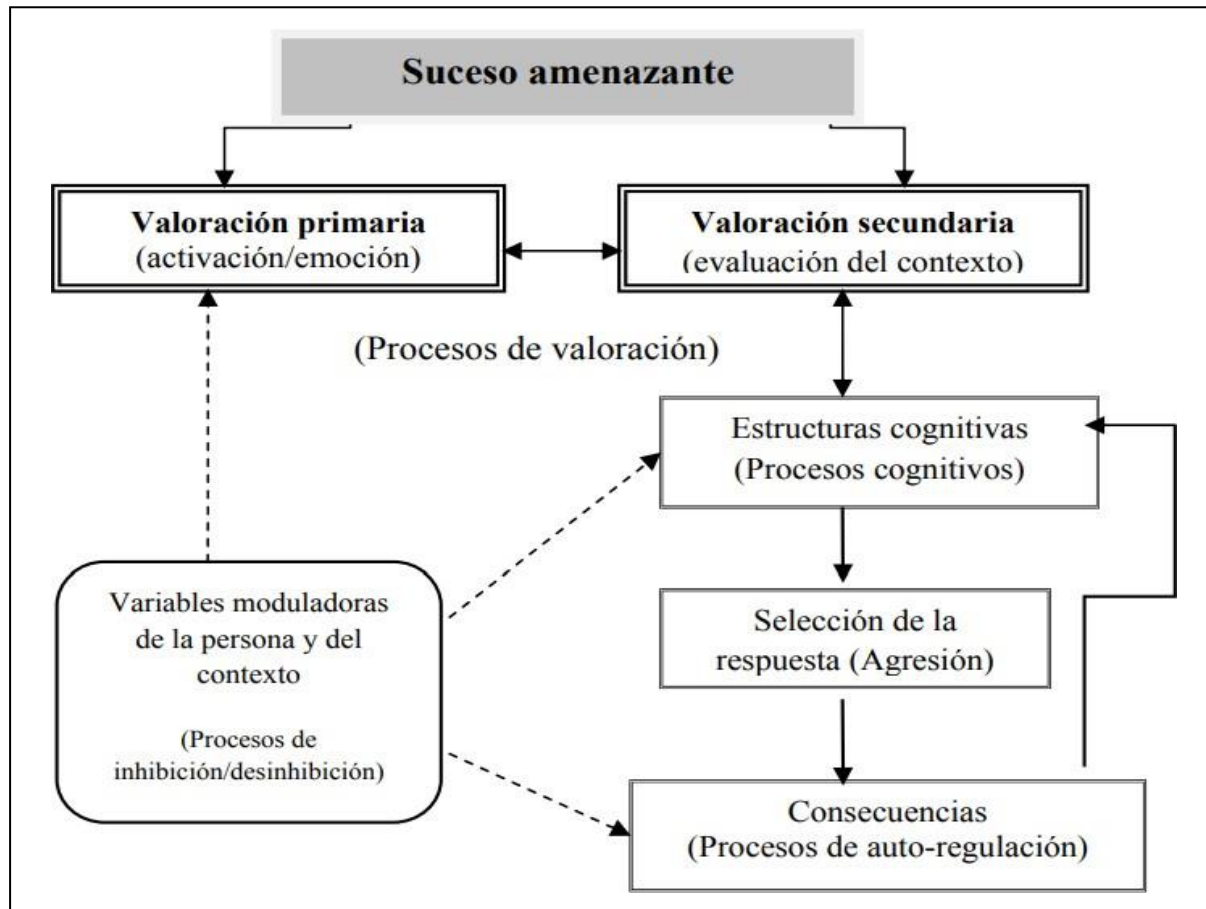 Suceso amenazante
Valoración primaria
(activación/emoción)
Valoración secundaria
(evaluación del contexto)
(Procesos de valoración)
Estructuras cognitivas
(Procesos cognitivos)
Variables moduladoras
de la persona y del
contexto
(Procesos de
inhibición/desinhibición)
Selección de la
respuesta (Agresión)
Consecuencias
(Procesos de auto-regulación)